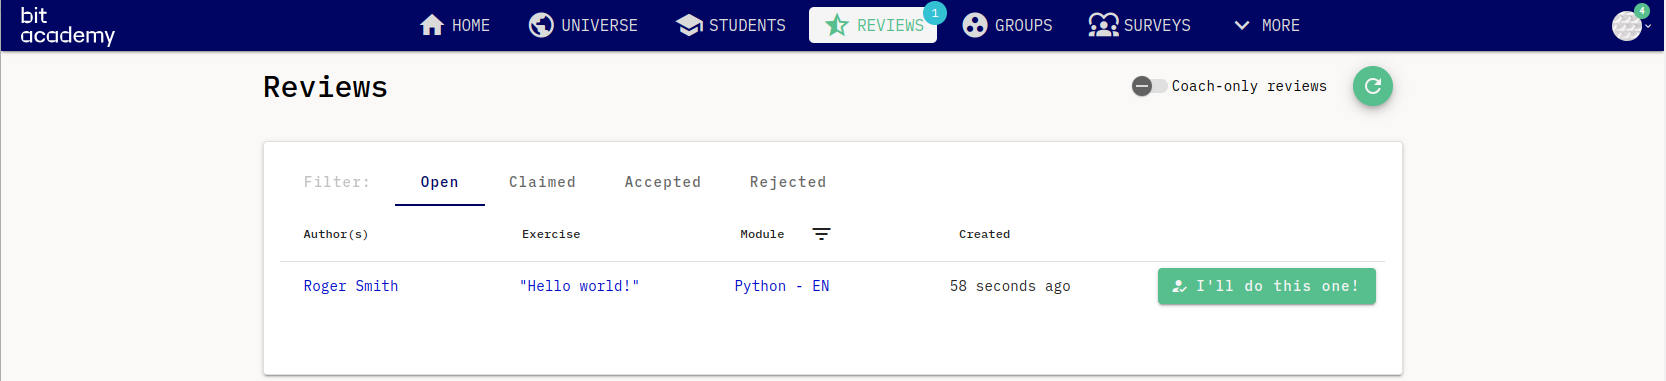 bit
academy
HOME
UNIVERSE
STUDENTS
REVIEWS
1
GROUPS
SURVEYS
MORE
4
Reviews
Coach-only reviews
Filter:
Open
Claimed
Accepted
Rejected
Author(s)
Exercise
Module
Created
Roger Smith
"Hello world!"
Python - EN
58 seconds ago
I'll do this one!